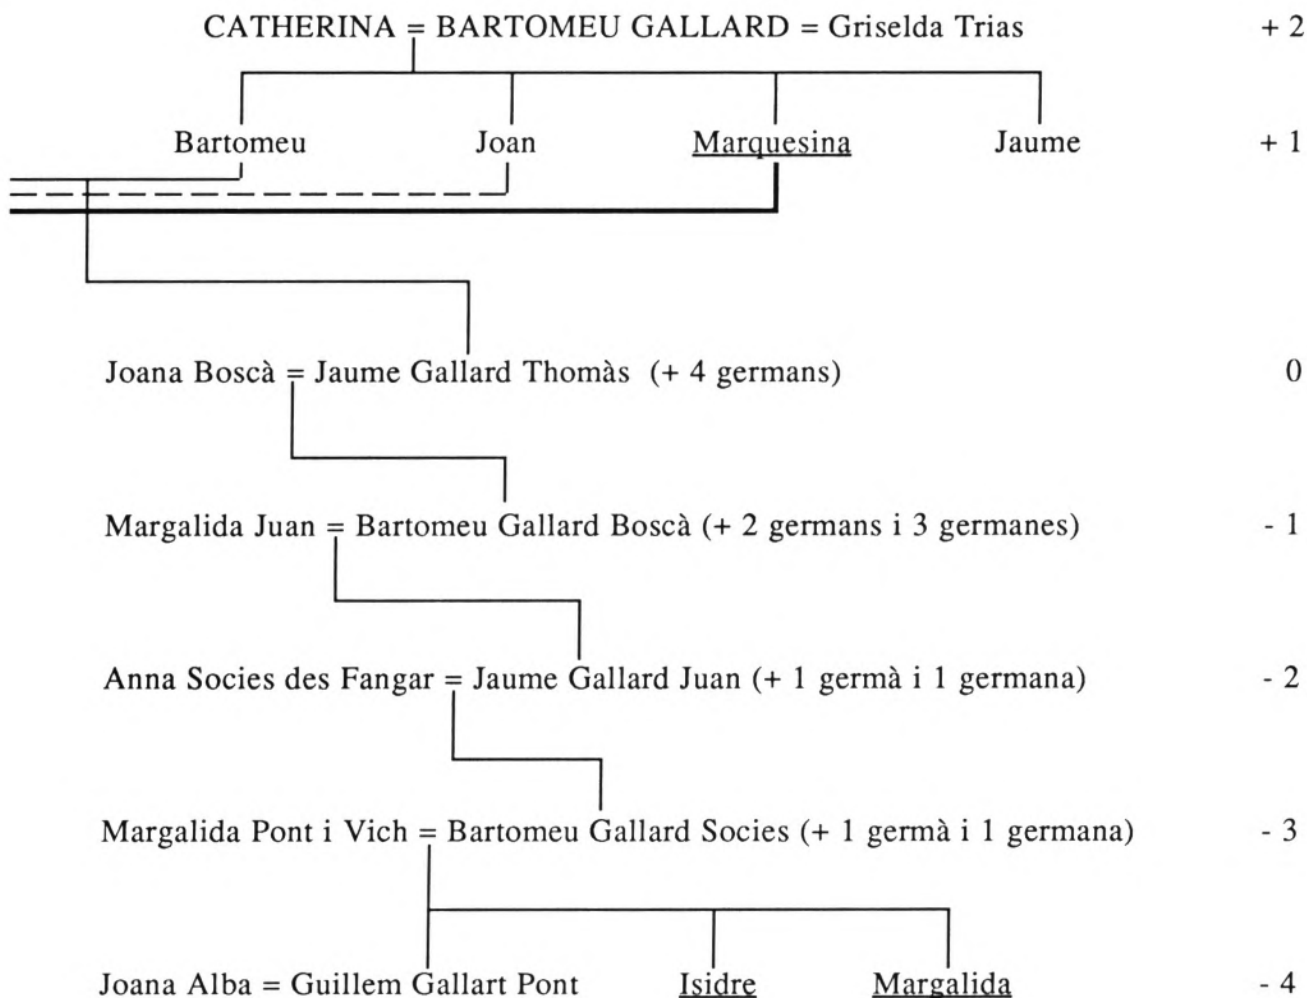 CATHERINA = BARTOMEU GALLARD = Griselda Trias + 2
Bartomeu Joan Marquesina Jaume + 1
Joana Boscà = Jaume Gallard Thomàs (+ 4 germans) 0
Margalida Juan = Bartomeu Gallard Boscà (+ 2 germans i 3 germanes) - 1
Anna Socies des Fangar = Jaume Gallard Juan (+ 1 germà i 1 germana) - 2
Margalida Pont i Vich = Bartomeu Gallard Socies (+ 1 germà i 1 germana) - 3
Joana Alba = Guillem Gallart Pont Isidre Margalida - 4